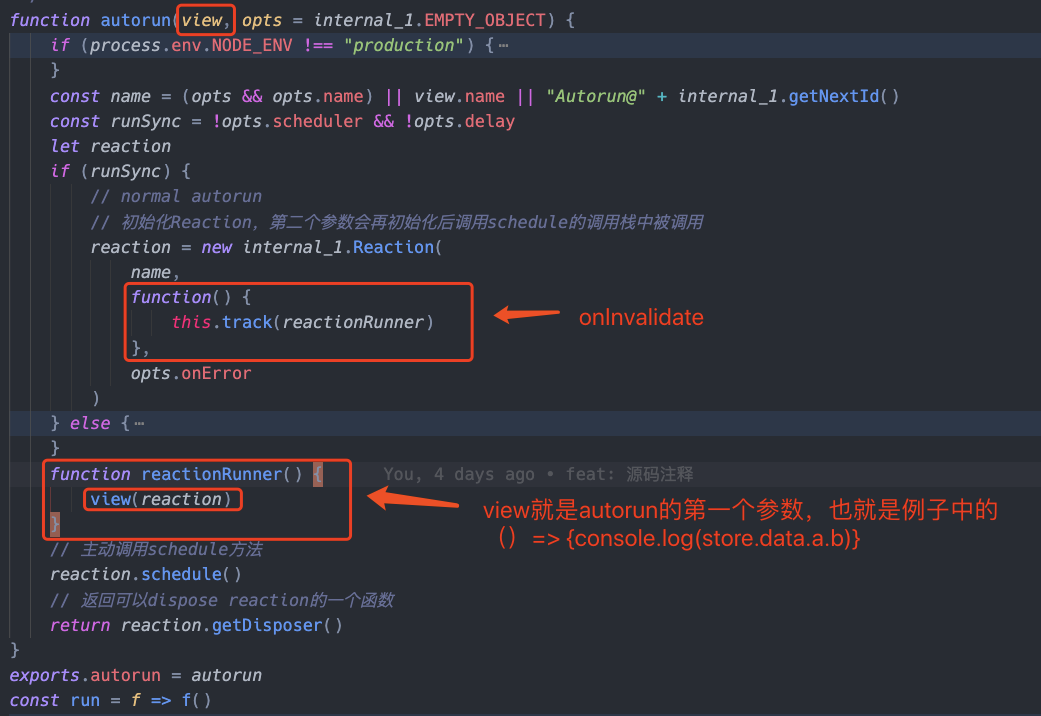 function autorun(view, opts = internal_1.EMPTY_OBJECT) {
if (process.env.NODE_ENV !== "production") {⋯
}
const name = (opts && opts.name) || view.name || "Autorun@" + internal_1.getNextId()
const runSync = !opts.scheduler && !opts.delay
let reaction
if (runSync) {
// normal autorun
// 初始化Reaction，第二个参数会再初始化后调用schedule的调用栈中被调用
reaction = new internal_1.Reaction(
name,
function() {
this.track(reactionRunner)
},
onInvalidate
opts.onError
)
} else {⋯
}
function reactionRunner() {
You, 4 days ago • feat: 源码注释
view(reaction)
}
view就是autorun的第一个参数，也就是例子中的
() => {console.log(store.data.a.b)}
// 主动调用schedule方法
reaction.schedule()
// 返回可以dispose reaction的一个函数
return reaction.getDisposer()
}
exports.autorun = autorun
const run = f => f()